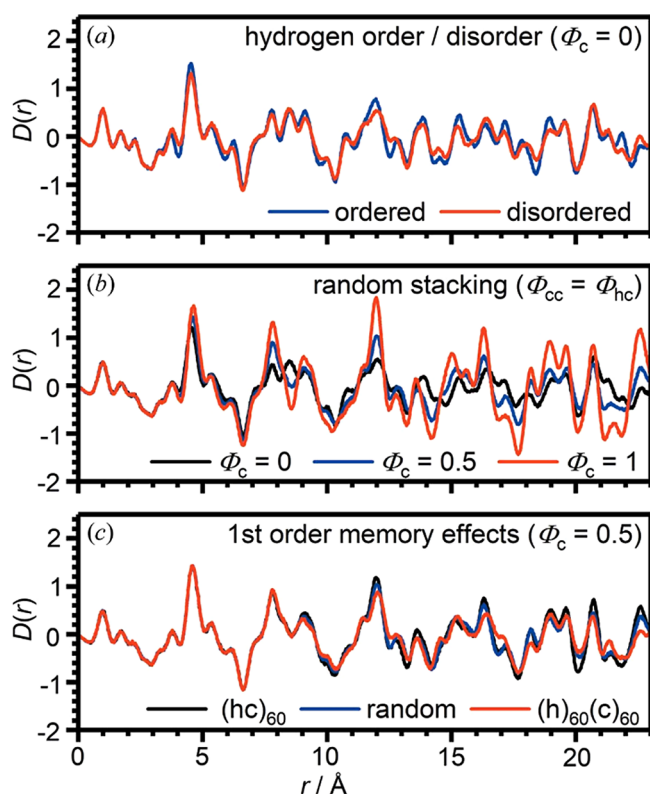 (a) hydrogen order / disorder (Φc = 0)
2
1
0
-1
-2
D(r)
ordered disordered
(b) random stacking (Φcc = Φhc)
2
1
0
-1
-2
D(r)
Φc = 0 Φc = 0.5 Φc = 1
(c) 1st order memory effects (Φc = 0.5)
2
1
0
-1
-2
D(r)
(hc)60 random (h)60(c)60
0 5 10 15 20
r / Å